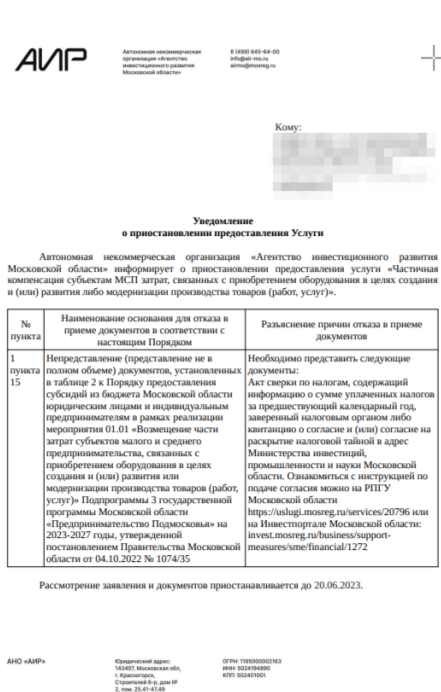 АИР
Автономная некоммерческая
организация «Агентство
инвестиционного развития
Московской области»
8 (499) 645-64-00
info@air-mo.ru
airmo@mosreg.ru
Кому:
Уведомление
о приостановлении предоставления Услуги
Автономная некоммерческая организация «Агентство инвестиционного развития
Московской области» информирует о приостановлении предоставления услуги «Частичная
компенсация субъектам МСП затрат, связанных с приобретением оборудования в целях создания
и (или) развития либо модернизации производства товаров (работ, услуг)».
№
пункта
Наименование основания для отказа в
приеме документов в соответствии с
настоящим Порядком
Разъяснение причин отказа в приеме
документов
1
пункта
15
Непредставление (представление не в
полном объеме) документов, установленных
в таблице 2 к Порядку предоставления
субсидий из бюджета Московской области
юридическим лицам и индивидуальным
предпринимателям в рамках реализации
мероприятия 01.01 «Возмещение части
затрат субъектов малого и среднего
предпринимательства, связанных с
приобретением оборудования в целях
создания и (или) развития или
модернизации производства товаров (работ,
услуг)» Подпрограммы 3 государственной
программы Московской области
«Предпринимательство Подмосковья» на
2023-2027 годы, утвержденной
постановлением Правительства Московской
области от 04.10.2022 № 1074/35
Необходимо представить следующие
документы:
Акт сверки по налогам, содержащий
информацию о сумме уплаченных налогов
за предшествующий календарный год,
заверенный налоговым органом либо
квитанцию о согласие и (или) согласие на
раскрытие налоговой тайной в адрес
Министерства инвестиций,
промышленности и науки Московской
области. Ознакомиться с инструкцией по
подаче согласия можно на РПГУ
Московской области
https://uslugi.mosreg.ru/services/20796 или
на Инвестпортале Московской области:
invest.mosreg.ru/business/support-
measures/sme/financial/1272
Рассмотрение заявления и документов приостанавливается до 20.06.2023.
АНО «АИР»
Юридический адрес:
143407, Московская обл,
г. Красногорск,
Строителей б-р, дом №
2, пом. 25,41-47,49
ОГРН: 1195000002163
ИНН: 5024194890
КПП: 502401001